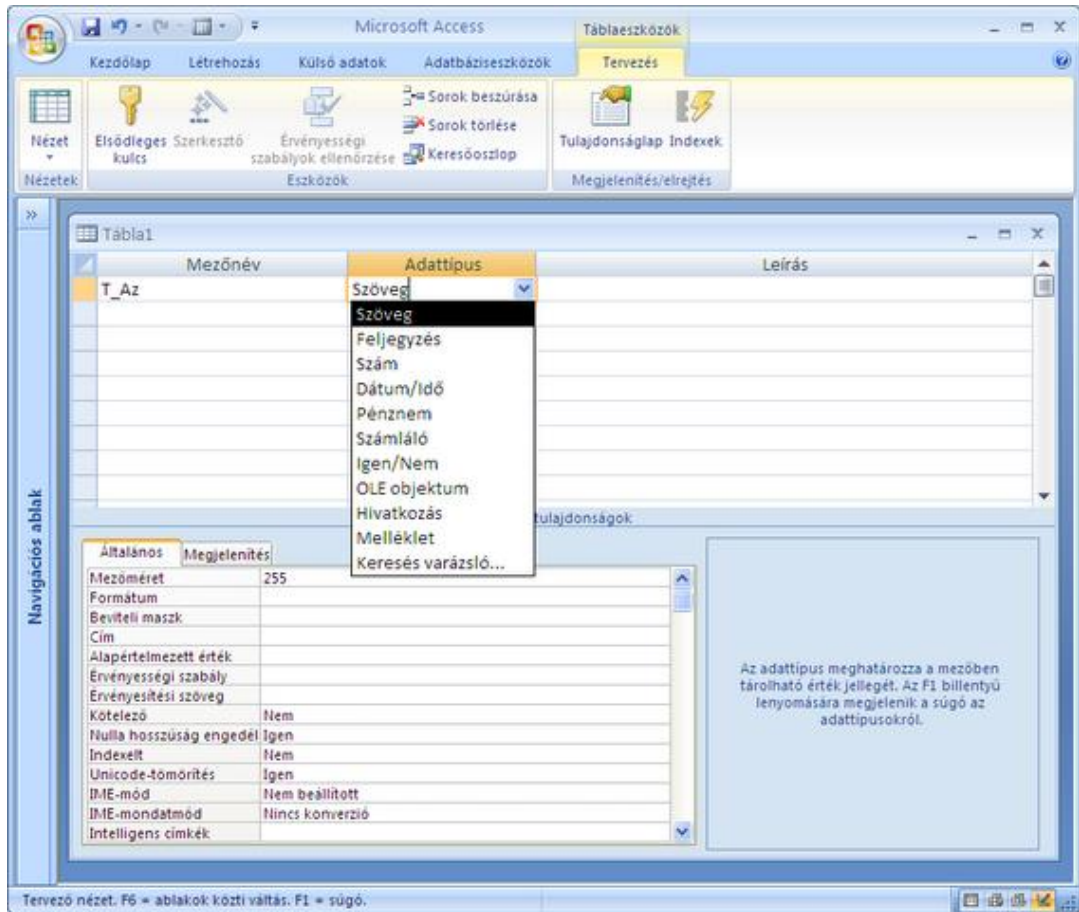 Microsoft Access
Táblaeszközök
Kezdőlap Létrehozás Külső adatok Adatbáziseszközök Tervezés
Nézet
Elsődleges kulcs
Szerkesztő
Érvényességi szabályok ellenőrzése
Sorok beszúrása
Sorok törlése
Keresőoszlop
Tulajdonságlap
Indexek
Nézetek
Eszközök
Megjelenítés/elrejtés
Navigációs ablak
Tábla1
Mezőnév Adattípus Leírás
T_Az Szöveg
Szöveg
Feljegyzés
Szám
Dátum/Idő
Pénznem
Számláló
Igen/Nem
OLE objektum
Hivatkozás
Melléklet
Keresés varázsló...
tulajdonságok
Általános Megjelenítés
Mezőméret 255
Formátum
Beviteli maszk
Cím
Alapértelmezett érték
Érvényességi szabály
Érvényesítési szöveg
Kötelező Nem
Nulla hosszúság engedél Igen
Indexelt Nem
Unicode-tömörítés Igen
IME-mód Nem beállított
IME-mondatmód Nincs konverzió
Intelligens címkék
Az adattípus meghatározza a mezőben
tárolható érték jellegét. Az F1 billentyű
lenyomására megjelenik a súgó az
adattípusokról.
Tervező nézet. F6 = ablakok közti váltás. F1 = súgó.